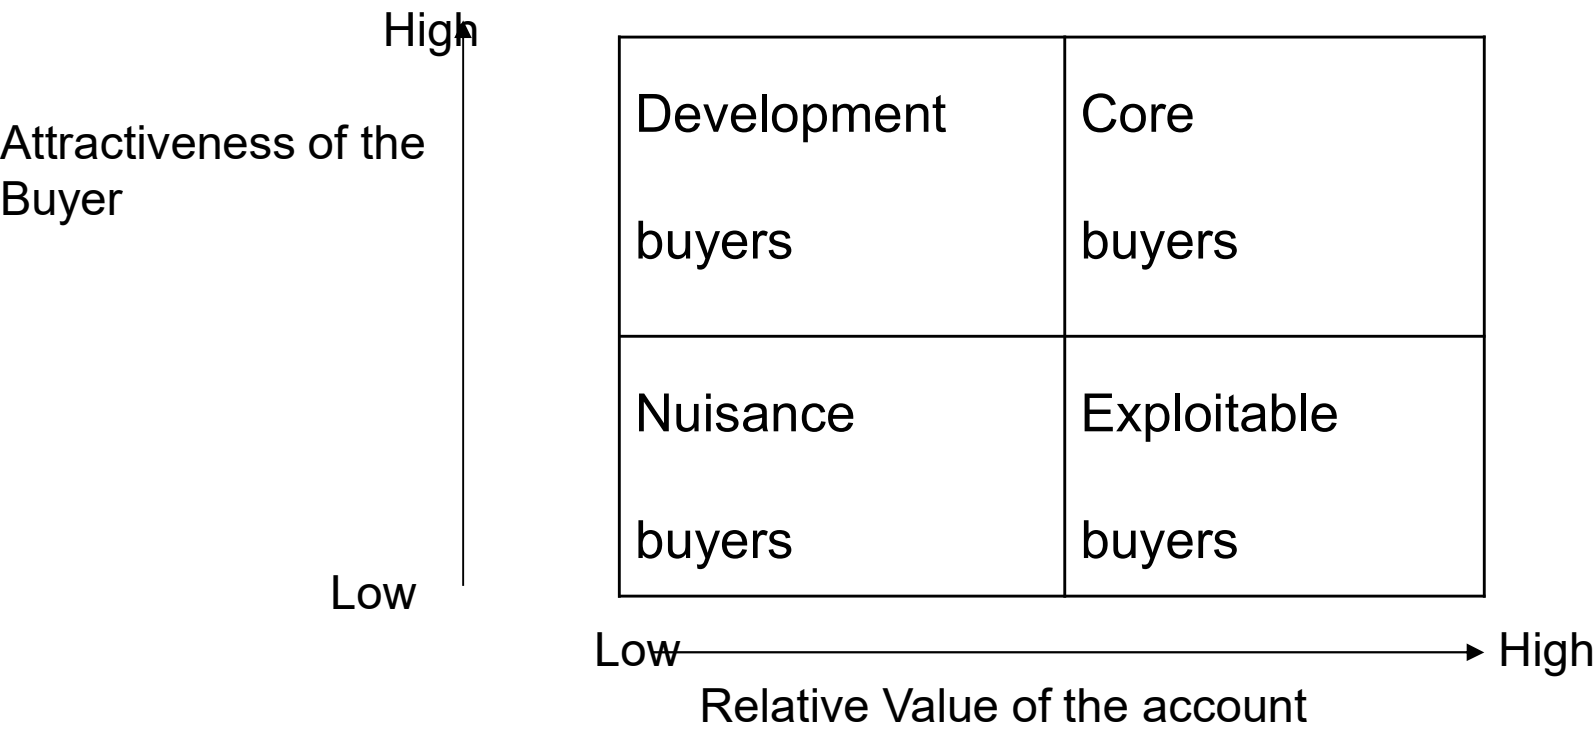 High
Attractiveness of the
Buyer
Development
buyers
Core
buyers
Nuisance
buyers
Exploitable
buyers
Low
Low
High
Relative Value of the account